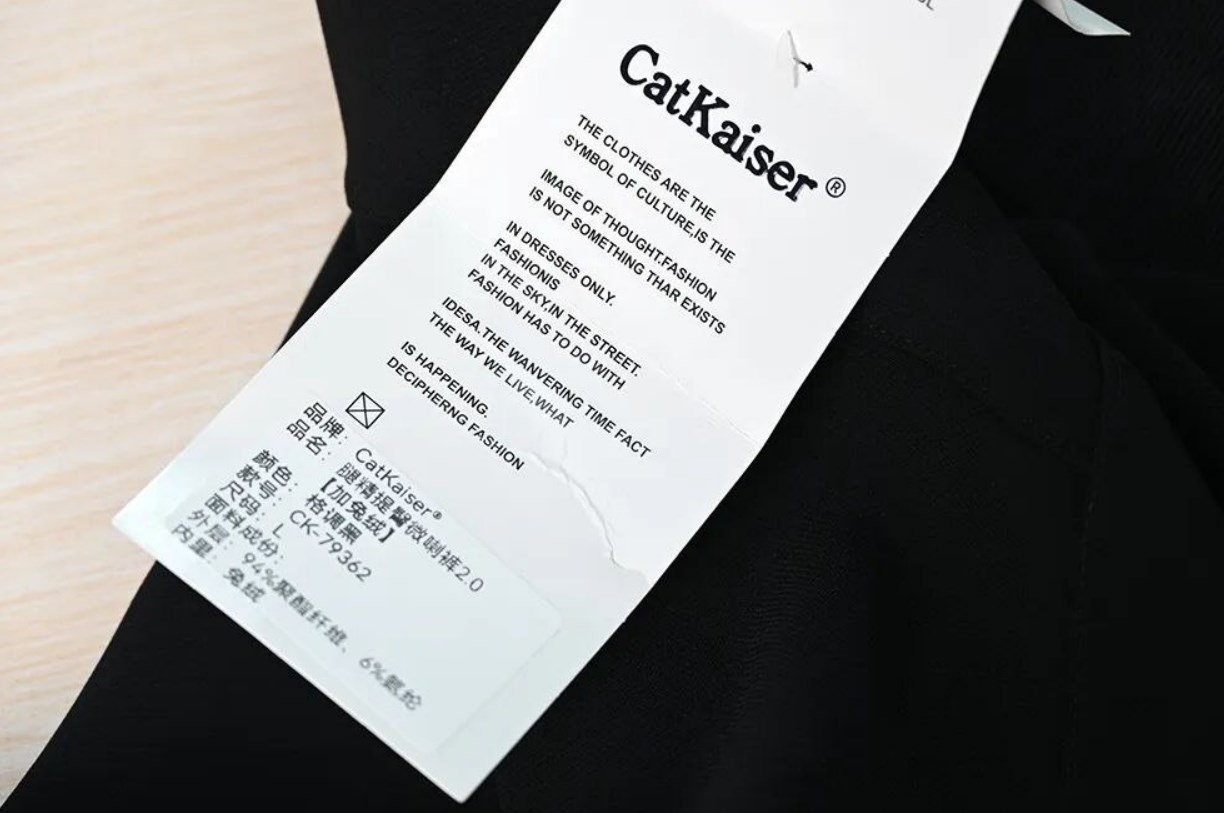 CatKaiser®
THE CLOTHES ARE THE
SYMBOL OF CULTURE,IS THE
IMAGE OF THOUGHT.FASHION
IS NOT SOMETHING THAR EXISTS
IN DRESSES ONLY.
FASHIONIS
IN THE SKY,IN THE STREET.
FASHION HAS TO DO WITH
IDESA.THE WANVERING TIME FACT
THE WAY WE LIVE,WHAT
IS HAPPENING.
DECIPHERNG FASHION
品牌: CatKaiser®
品名: 腿精提臀微喇裤2.0
【加兔绒】
颜色: 格调黑
款号: CK-79362
尺码: L
面料成份:
外层: 94%聚酯纤维、6%氨纶
内里: 兔绒